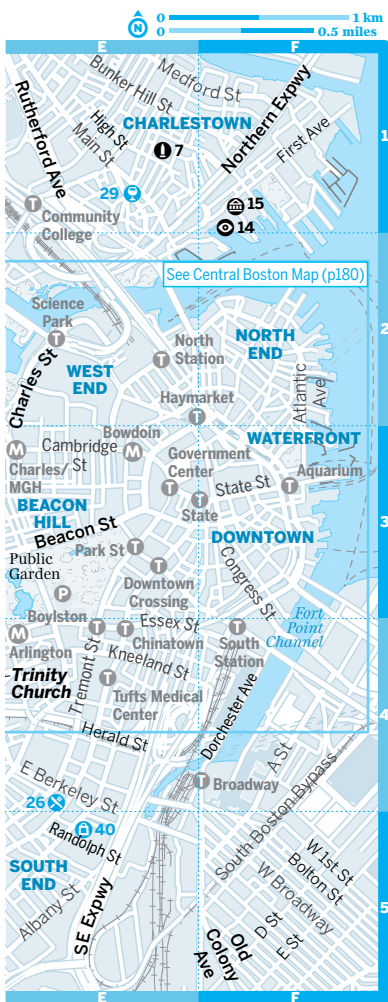 N
0 1 km
0 0.5 miles
E F
Medford St
Bunker Hill St
Northern Expwy
Rutherford Ave
High St
Main St
CHARLESTOWN
7
First Ave
1
29
15
14
T
Community
College
See Central Boston Map (p180)
Science
Park
T
2
North
Station
T
NORTH
END
WEST
END
Charles St
Atlantic
Ave
Haymarket
T
Bowdoin
M
WATERFRONT
Cambridge
St
M
Charles/
MGH
Government
Center
T
State St
Aquarium
T
T
State
3
BEACON
HILL
Beacon St
DOWNTOWN
Park St
T
Public
Garden
T
Downtown
Crossing
Congress St
P
Boylston
T
Essex St
Fort
Point
Channel
M
Arlington
T
Chinatown
T
South
Station
Kneeland St
Trinity
Church
Tremont St
T
Tufts Medical
Center
4
Dorchester Ave
Herald St
A St
T
Broadway
E Berkeley St
South Boston Bypass
26
40
Randolph St
W 1st St
Bolton St
W Broadway
SOUTH
END
D St
E St
5
Albany St
SE Expwy
Old
Colony
Ave
E F